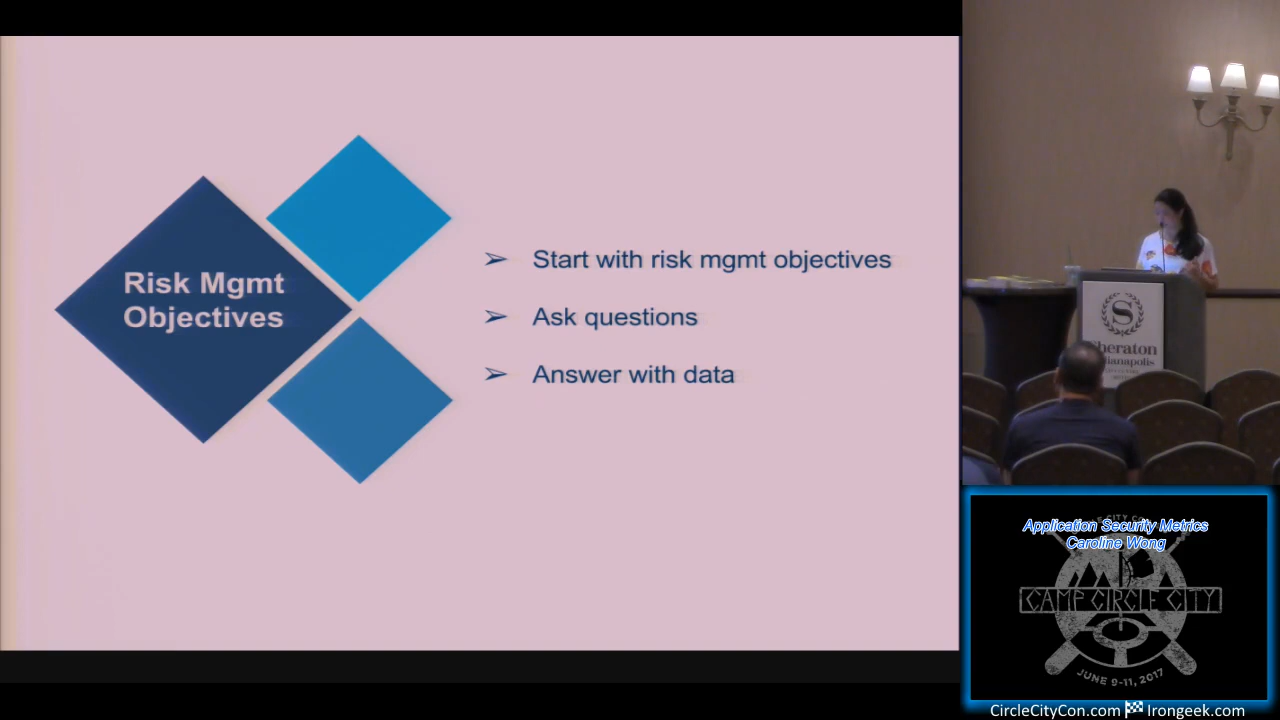 Risk Mgmt
Objectives
➢ Start with risk mgmt objectives
➢ Ask questions
➢ Answer with data
S
Sheraton
Application Security Metrics
Caroline Wong
CAMP CIRCLE CITY
JUNE 9-11, 2017
CircleCityCon.com Irongeek.com